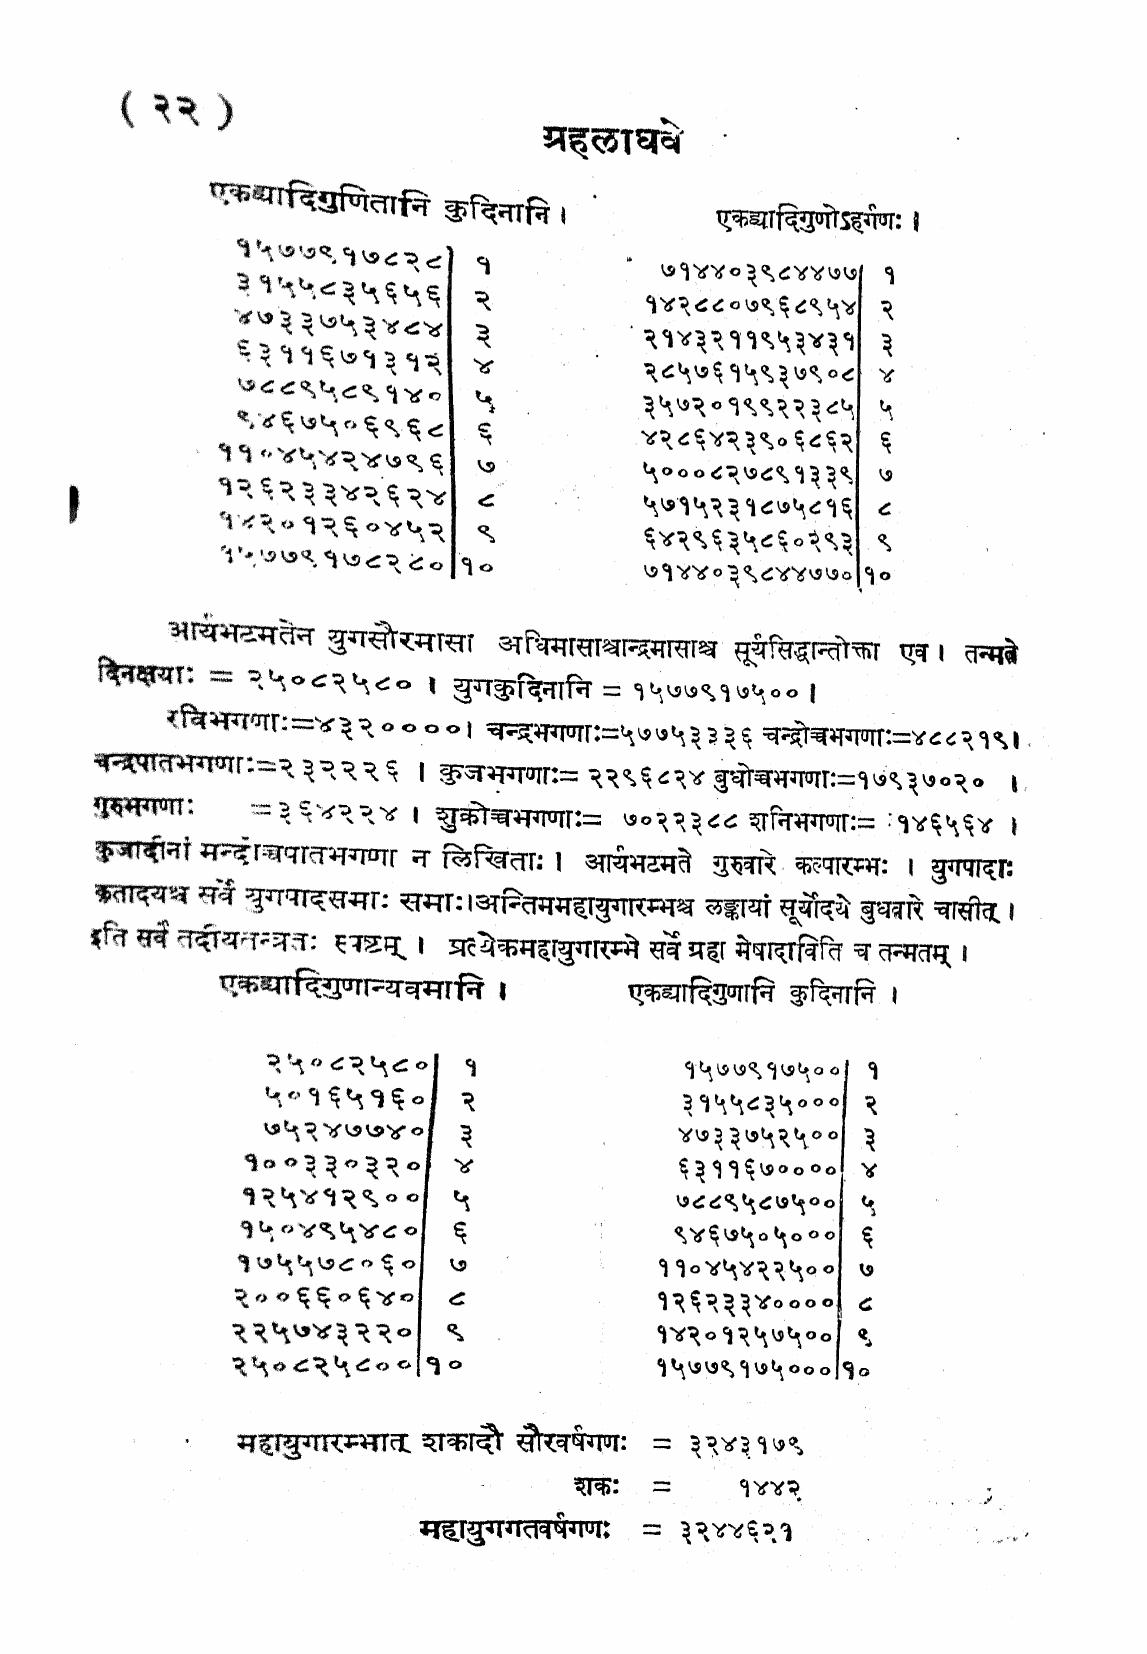 ( २२ )
ग्रहलाघवे
एकद्व्यादिगुणितानि कुदिनानि ।
१५७७९१७८२८ १
३१५५८३५६५६ २
४७३३७५३४८४ ३
६३११६७१३१२ ४
७८८९५८९१४० ५
९४६७५०६९६८ ६
११०४५४२४७९६ ७
१२६२३३४२६२४ ८
१४२०१२६०४५२ ९
१५७७९१७८२८० १०
एकद्व्यादिगुणोऽहर्गणः ।
७१४४०३९८४४७७ १
१४२८८०७९६८९५४ २
२१४३२११९५३४३१ ३
२८५७६१५९३७९०८ ४
३५७२०१९९२२३८५ ५
४२८६४२३९०६८६२ ६
५०००८२७८९१३३९ ७
५७१५२३१८७५८१६ ८
६४२९६३५८६०२९३ ९
७१४४०३९८४४७७० १०
आर्यभटमतेन युगसौरमासा अधिमासाश्चान्द्रमासाश्च सूर्यसिद्धान्तोक्ता एव । तन्मते
दिनक्षयाः = २५०८२५८० । युगकुदिनानि = १५७७९१७५०० ।
रविभगणाः=४३२००००। चन्द्रभगणाः=५७७५३३३६ चन्द्रोच्चभगणाः=४८८२१९।
चन्द्रपातभगणाः=२३२२२६ । कुजभगणाः= २२९६८२४ बुधोच्चभगणाः=१७९३७०२० ।
गुरुभगणाः =३६४२२४ । शुक्रोच्चभगणाः= ७०२२३८८ शनिभगणाः= १४६५६४ ।
कुजादीनां मन्दोच्चपातभगणा न लिखिताः । आर्यभटमते गुरुवारे कल्पारम्भः । युगपादाः
कृतादयश्च सर्वे युगपादसमाः समाः।अन्तिममहायुगारम्भश्च लङ्कायां सूर्योदये बुधवारे चासीत् ।
इति सर्वं तदीयतन्त्रतः स्पष्टम् । प्रत्येकमहायुगारम्भे सर्वे ग्रहा मेषादाविति च तन्मतम् ।
एकद्व्यादिगुणान्यवमानि ।
२५०८२५८० १
५०१६५१६० २
७५२४७७४० ३
१००३३०३२० ४
१२५४१२९०० ५
१५०४९५४८० ६
१७५५७८०६० ७
२००६६०६४० ८
२२५७४३२२० ९
२५०८२५८०० १०
एकद्व्यादिगुणानि कुदिनानि ।
१५७७९१७५०० १
३१५५८३५००० २
४७३३७५२५०० ३
६३११६७०००० ४
७८८९५८७५०० ५
९४६७५०५००० ६
११०४५४२२५०० ७
१२६२३३४०००० ८
१४२०१२५७५०० ९
१५७७९१७५००० १०
महायुगारम्भात् शकादौ सौरवर्षगणः = ३२४३१७९
शकः = १४४२
महायुगगतवर्षगणः = ३२४४६२१